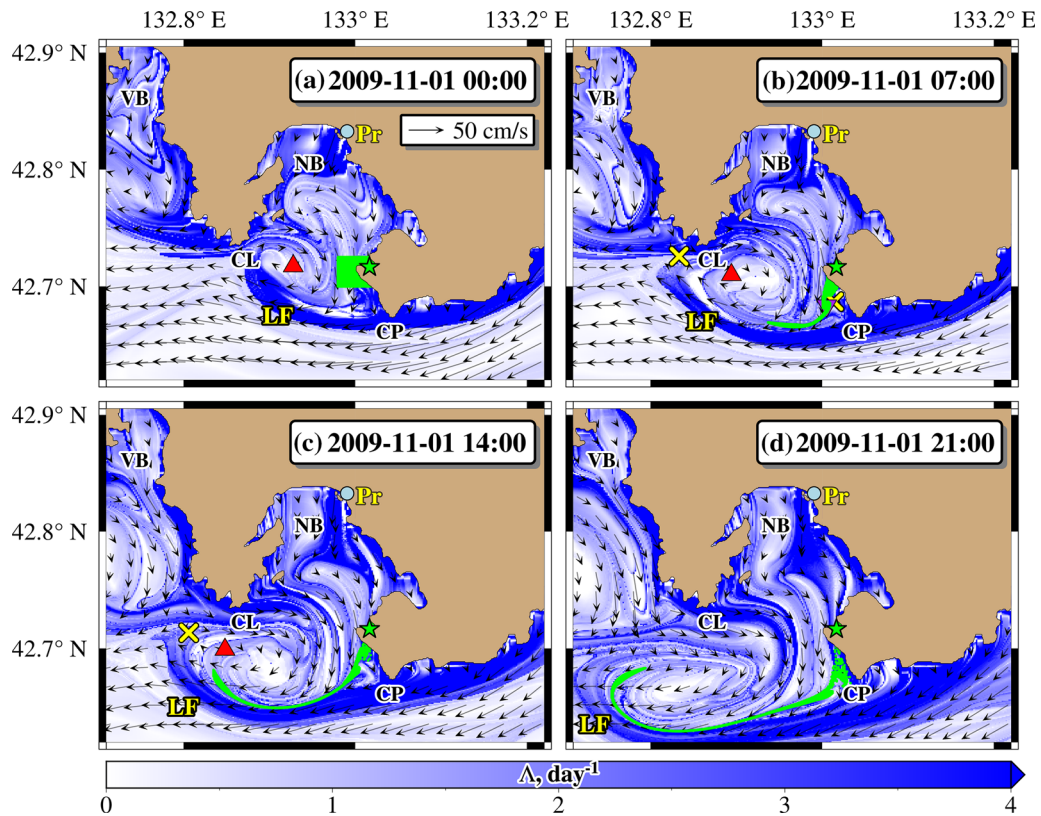 132.8° E 133° E 133.2° E 132.8° E 133° E 133.2° E
42.9° N
(a) 2009-11-01 00:00
(b) 2009-11-01 07:00
VB
VB
50 cm/s
Pr
Pr
42.8° N
NB
NB
CL
CL
42.7° N
LF
LF
CP
CP
42.9° N
(c) 2009-11-01 14:00
(d) 2009-11-01 21:00
VB
VB
Pr
Pr
42.8° N
NB
NB
CL
CL
42.7° N
CP
CP
LF
LF
Λ, day-1
0 1 2 3 4